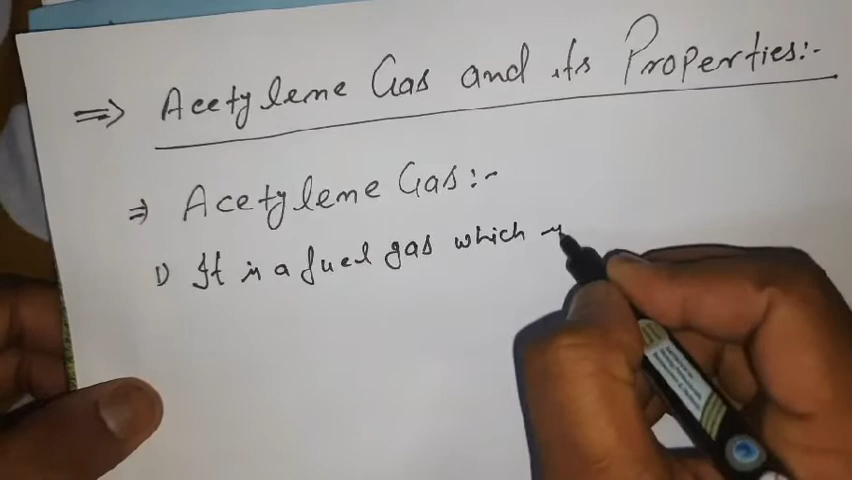 ⇒ Acetylene Gas and its Properties:-
⇒ Acetylene Gas:-
1) It is a fuel gas which